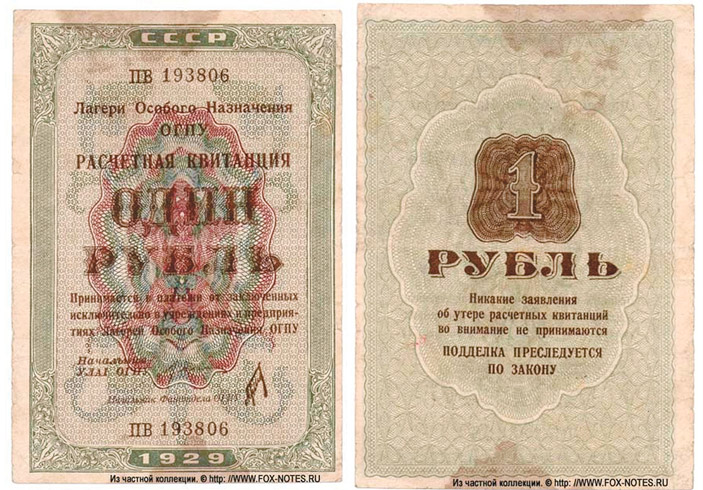 СССР
ПВ 193806
Лагери Особого Назначения
ОГПУ
РАСЧЕТНАЯ КВИТАНЦИЯ
ОДИН
РУБЛЬ
Принимается в платежи от заключенных
исключительно в учреждениях и предприя-
тиях Лагерей Особого Назначения ОГПУ
Начальник
УЛАГ ОГПУ
Начальник Финотдела ОГПУ
ПВ 193806
1929
Из частной коллекции. © http: //www.FOX-NOTES.RU
1
РУБЛЬ
Никакие заявления
об утере расчетных квитанций
во внимание не принимаются
ПОДДЕЛКА ПРЕСЛЕДУЕТСЯ
ПО ЗАКОНУ
Из частной коллекции. © http: //www.FOX-NOTES.RU